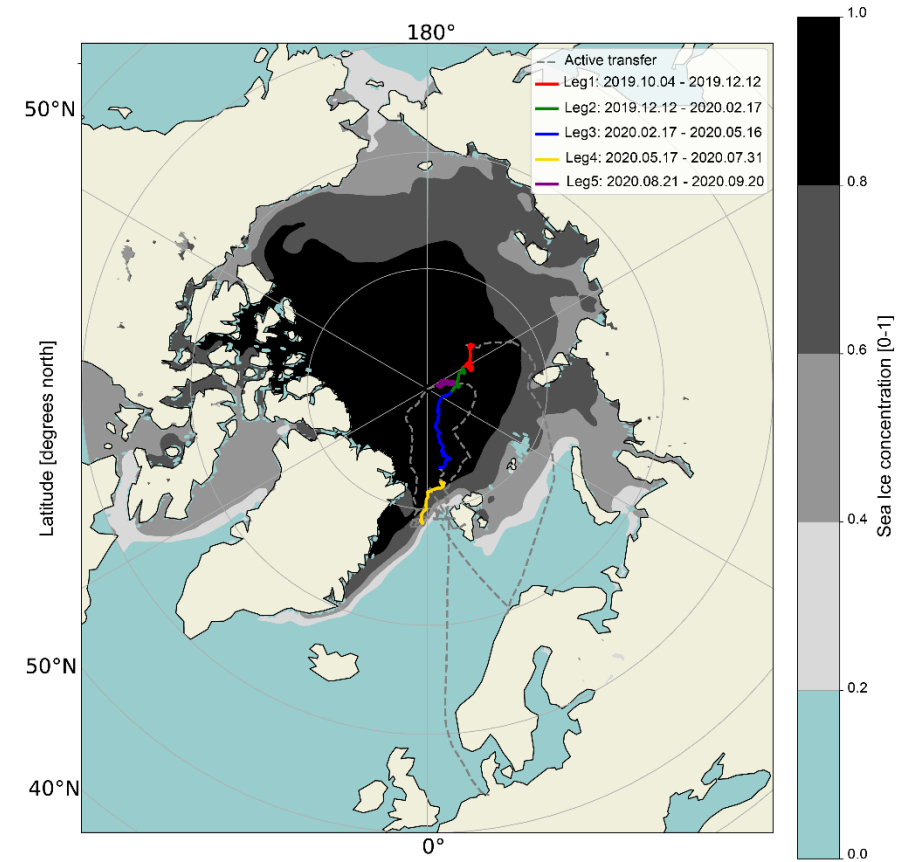 180°
50°N
Active transfer
Leg1: 2019.10.04 - 2019.12.12
Leg2: 2019.12.12 - 2020.02.17
Leg3: 2020.02.17 - 2020.05.16
Leg4: 2020.05.17 - 2020.07.31
Leg5: 2020.08.21 - 2020.09.20
Latitude [degrees north]
50°N
40°N
0°
1.0
0.8
0.6
0.4
0.2
0.0
Sea Ice concentration [0-1]